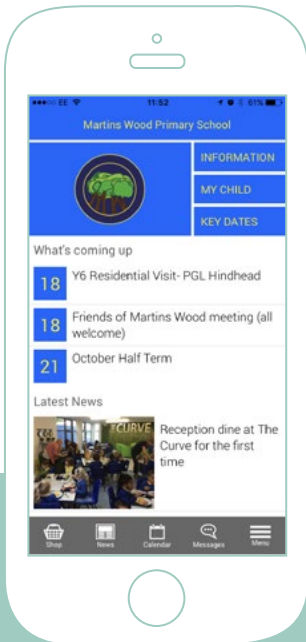 EE 11:52 61%
Martins Wood Primary School
INFORMATION
MY CHILD
KEY DATES
What's coming up
18 Y6 Residential Visit- PGL Hindhead
18 Friends of Martins Wood meeting (all
welcome)
21 October Half Term
Latest News
THE CURVE
Reception dine at The
Curve for the first
time
Shop News Calendar Messages Menu